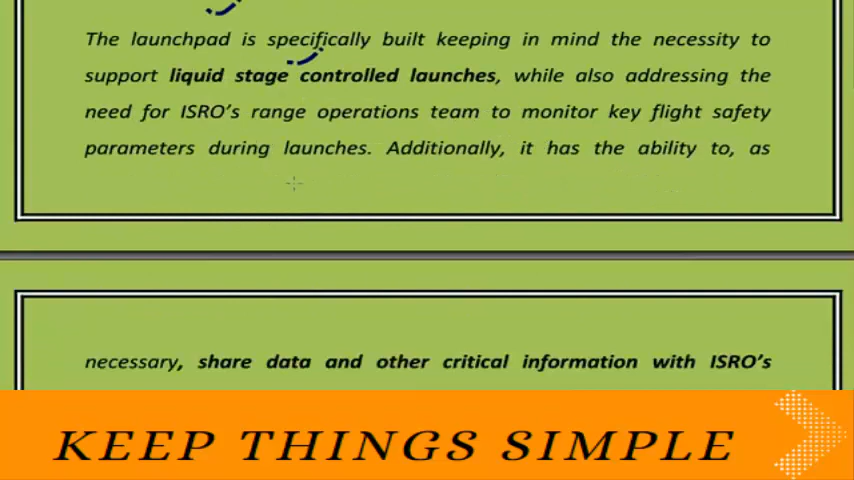 The launchpad is specifically built keeping in mind the necessity to
support liquid stage controlled launches, while also addressing the
need for ISRO's range operations team to monitor key flight safety
parameters during launches. Additionally, it has the ability to, as
necessary, share data and other critical information with ISRO's
KEEP THINGS SIMPLE